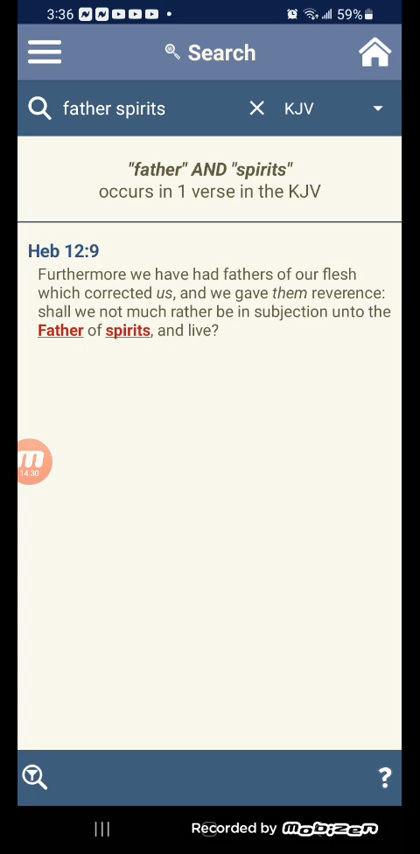 3:36 59%
Search
father spirits KJV
"father" AND "spirits"
occurs in 1 verse in the KJV
Heb 12:9
Furthermore we have had fathers of our flesh
which corrected us, and we gave them reverence:
shall we not much rather be in subjection unto the
Father of spirits, and live?
14:30
?
Recorded by mobizen